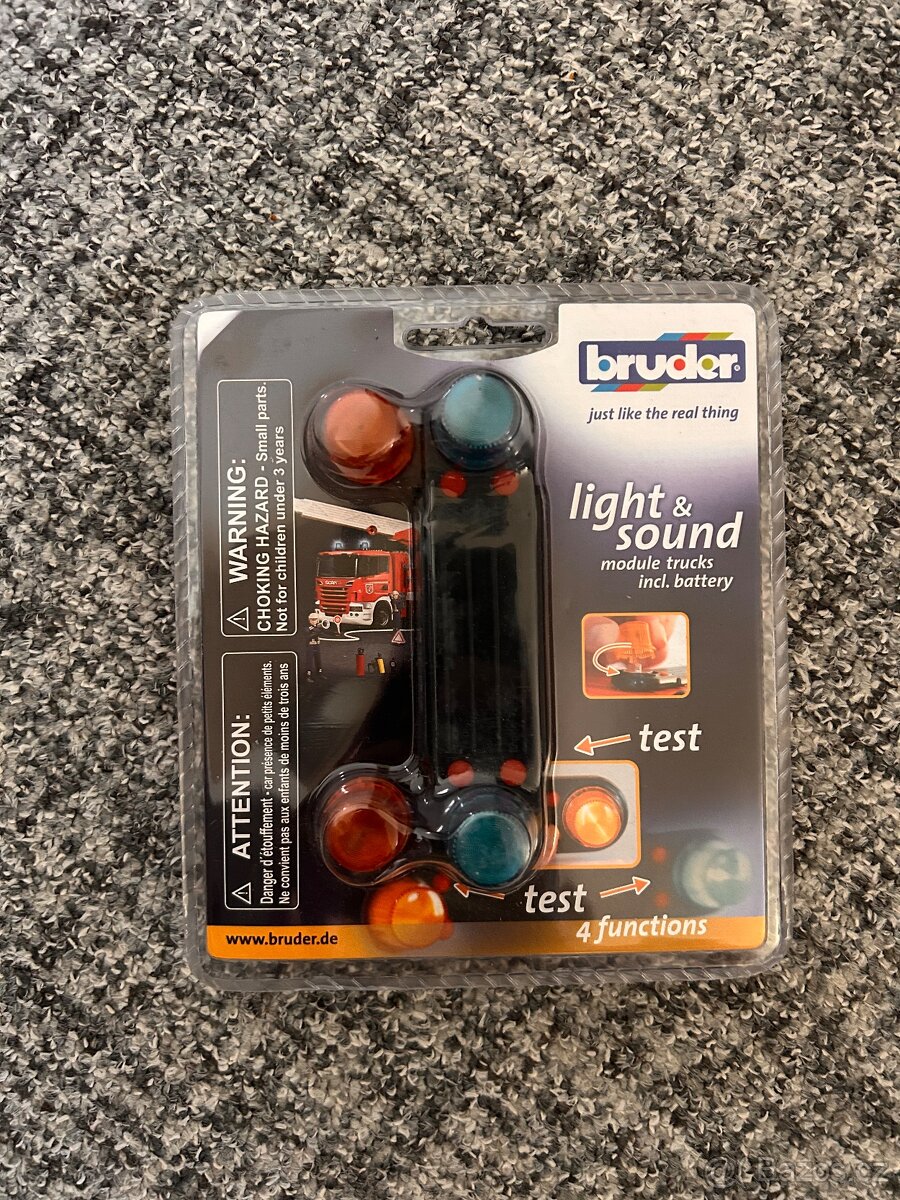 bruder
just like the real thing
light &
sound
module trucks
incl. battery
WARNING:
CHOKING HAZARD - Small parts.
Not for children under 3 years
ATTENTION:
Danger d'étouffement - car présence de petits éléments.
Ne convient pas aux enfants de moins de trois ans
test
test
4 functions
www.bruder.de